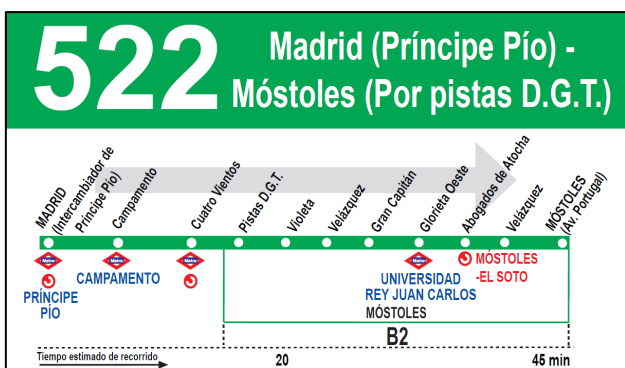 522
Madrid (Príncipe Pío) -
Móstoles (Por pistas D.G.T.)
MADRID
(Intercambiador de
Príncipe Pío)
Campamento
Cuatro Vientos
Pistas D.G.T.
Violeta
Velázquez
Gran Capitán
Glorieta Oeste
Abogados de Atocha
Velázquez
MÓSTOLES
(Av. Portugal)
Metro
Metro
Metro
Metro
PRÍNCIPE
PÍO
CAMPAMENTO
UNIVERSIDAD
REY JUAN CARLOS
MÓSTOLES
-EL SOTO
MÓSTOLES
B2
Tiempo estimado de recorrido
20
45 min